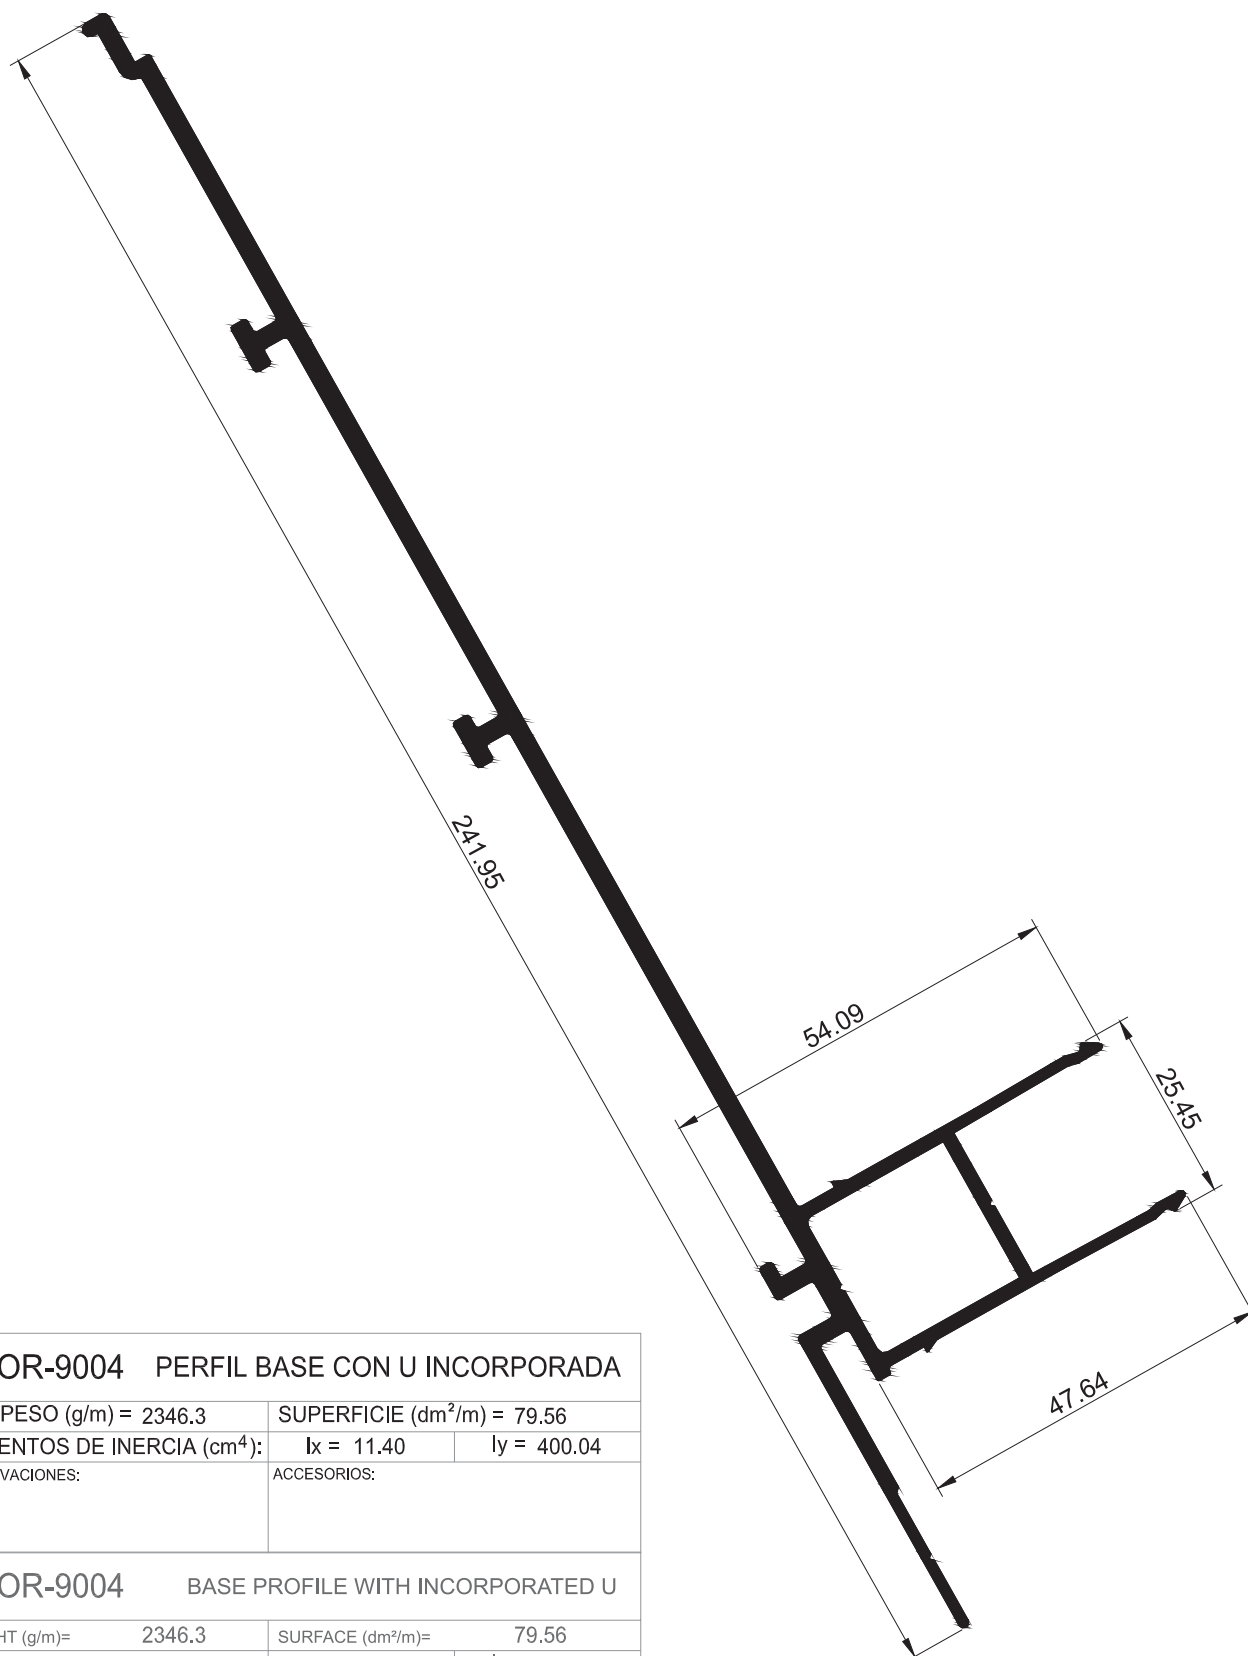 241.95
54.09
25.45
47.64
OR-9004 PERFIL BASE CON U INCORPORADA
PESO (g/m) = 2346.3 SUPERFICIE (dm²/m) = 79.56
ENTOS DE INERCIA (cm⁴): Ix = 11.40 Iy = 400.04
VACIONES: ACCESORIOS:
OR-9004 BASE PROFILE WITH INCORPORATED U
HT (g/m)= 2346.3 SURFACE (dm²/m)= 79.56